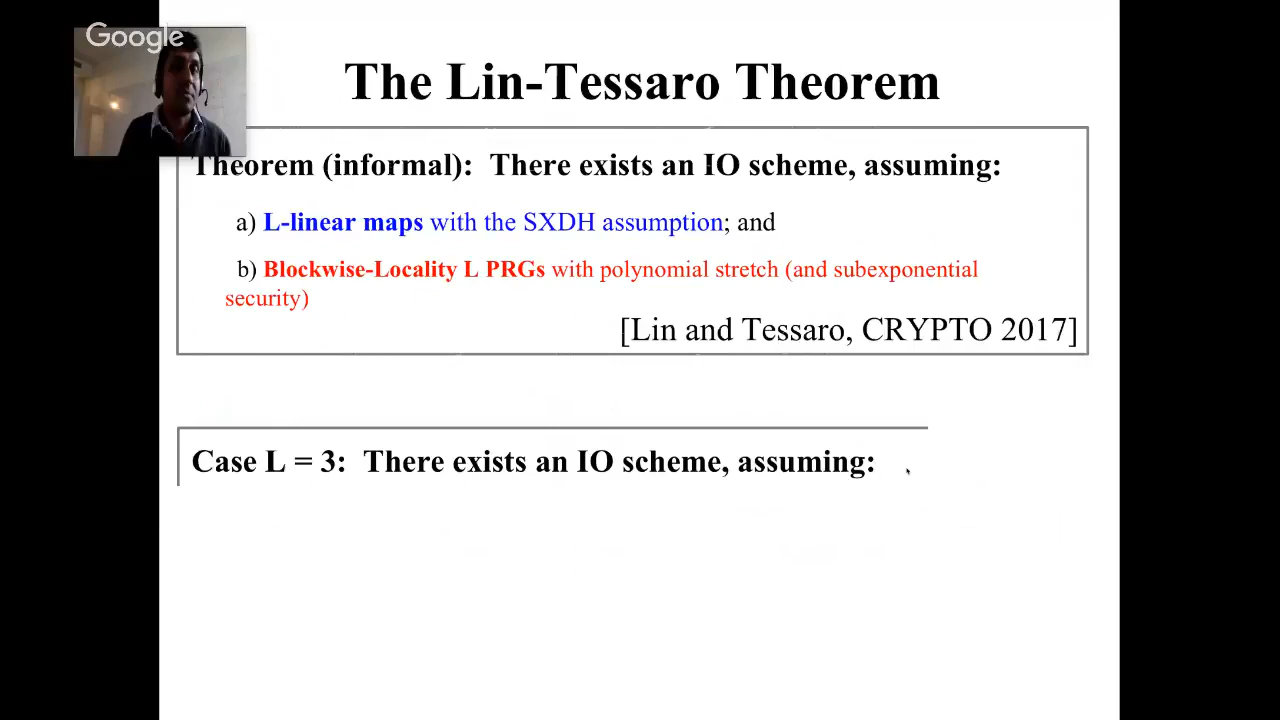 Google
The Lin-Tessaro Theorem
Theorem (informal): There exists an IO scheme, assuming:
a) L-linear maps with the SXDH assumption; and
b) Blockwise-Locality L PRGs with polynomial stretch (and subexponential
security)
[Lin and Tessaro, CRYPTO 2017]
Case L = 3: There exists an IO scheme, assuming: